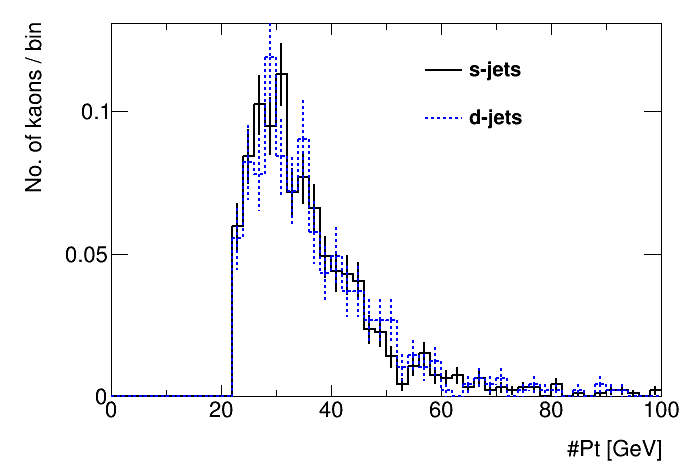 No. of kaons / bin
s-jets
d-jets
0.1
0.05
0
0 20 40 60 80 100
#Pt [GeV]